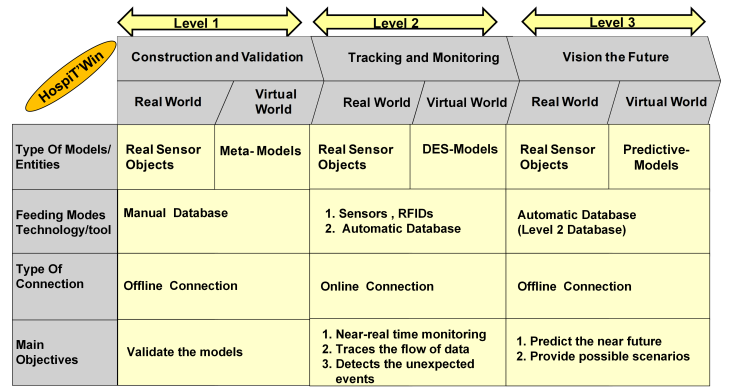 Level 1
Level 2
Level 3
HospiT'Win
Construction and Validation
Tracking and Monitoring
Vision the Future
Real World
Virtual
World
Real World
Virtual World
Real World
Virtual World
Type Of Models/
Entities
Real Sensor
Objects
Meta- Models
Real Sensor
Objects
DES-Models
Real Sensor
Objects
Predictive-
Models
Feeding Modes
Technology/tool
Manual Database
1. Sensors , RFIDs
2. Automatic Database
Automatic Database
(Level 2 Database)
Type Of
Connection
Offline Connection
Online Connection
Offline Connection
Main
Objectives
Validate the models
1. Near-real time monitoring
2. Traces the flow of data
3. Detects the unexpected
events
1. Predict the near future
2. Provide possible scenarios